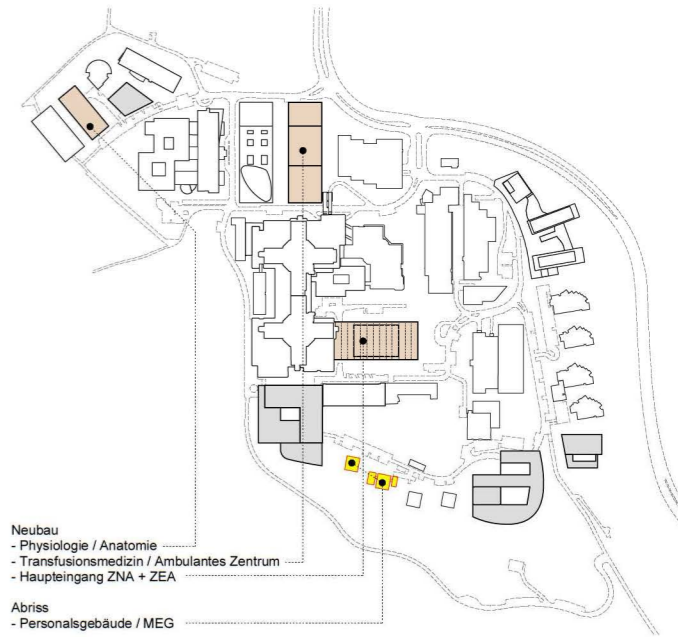 Neubau
- Physiologie / Anatomie
- Transfusionsmedizin / Ambulantes Zentrum
- Haupteingang ZNA + ZEA
Abriss
- Personalsgebäude / MEG